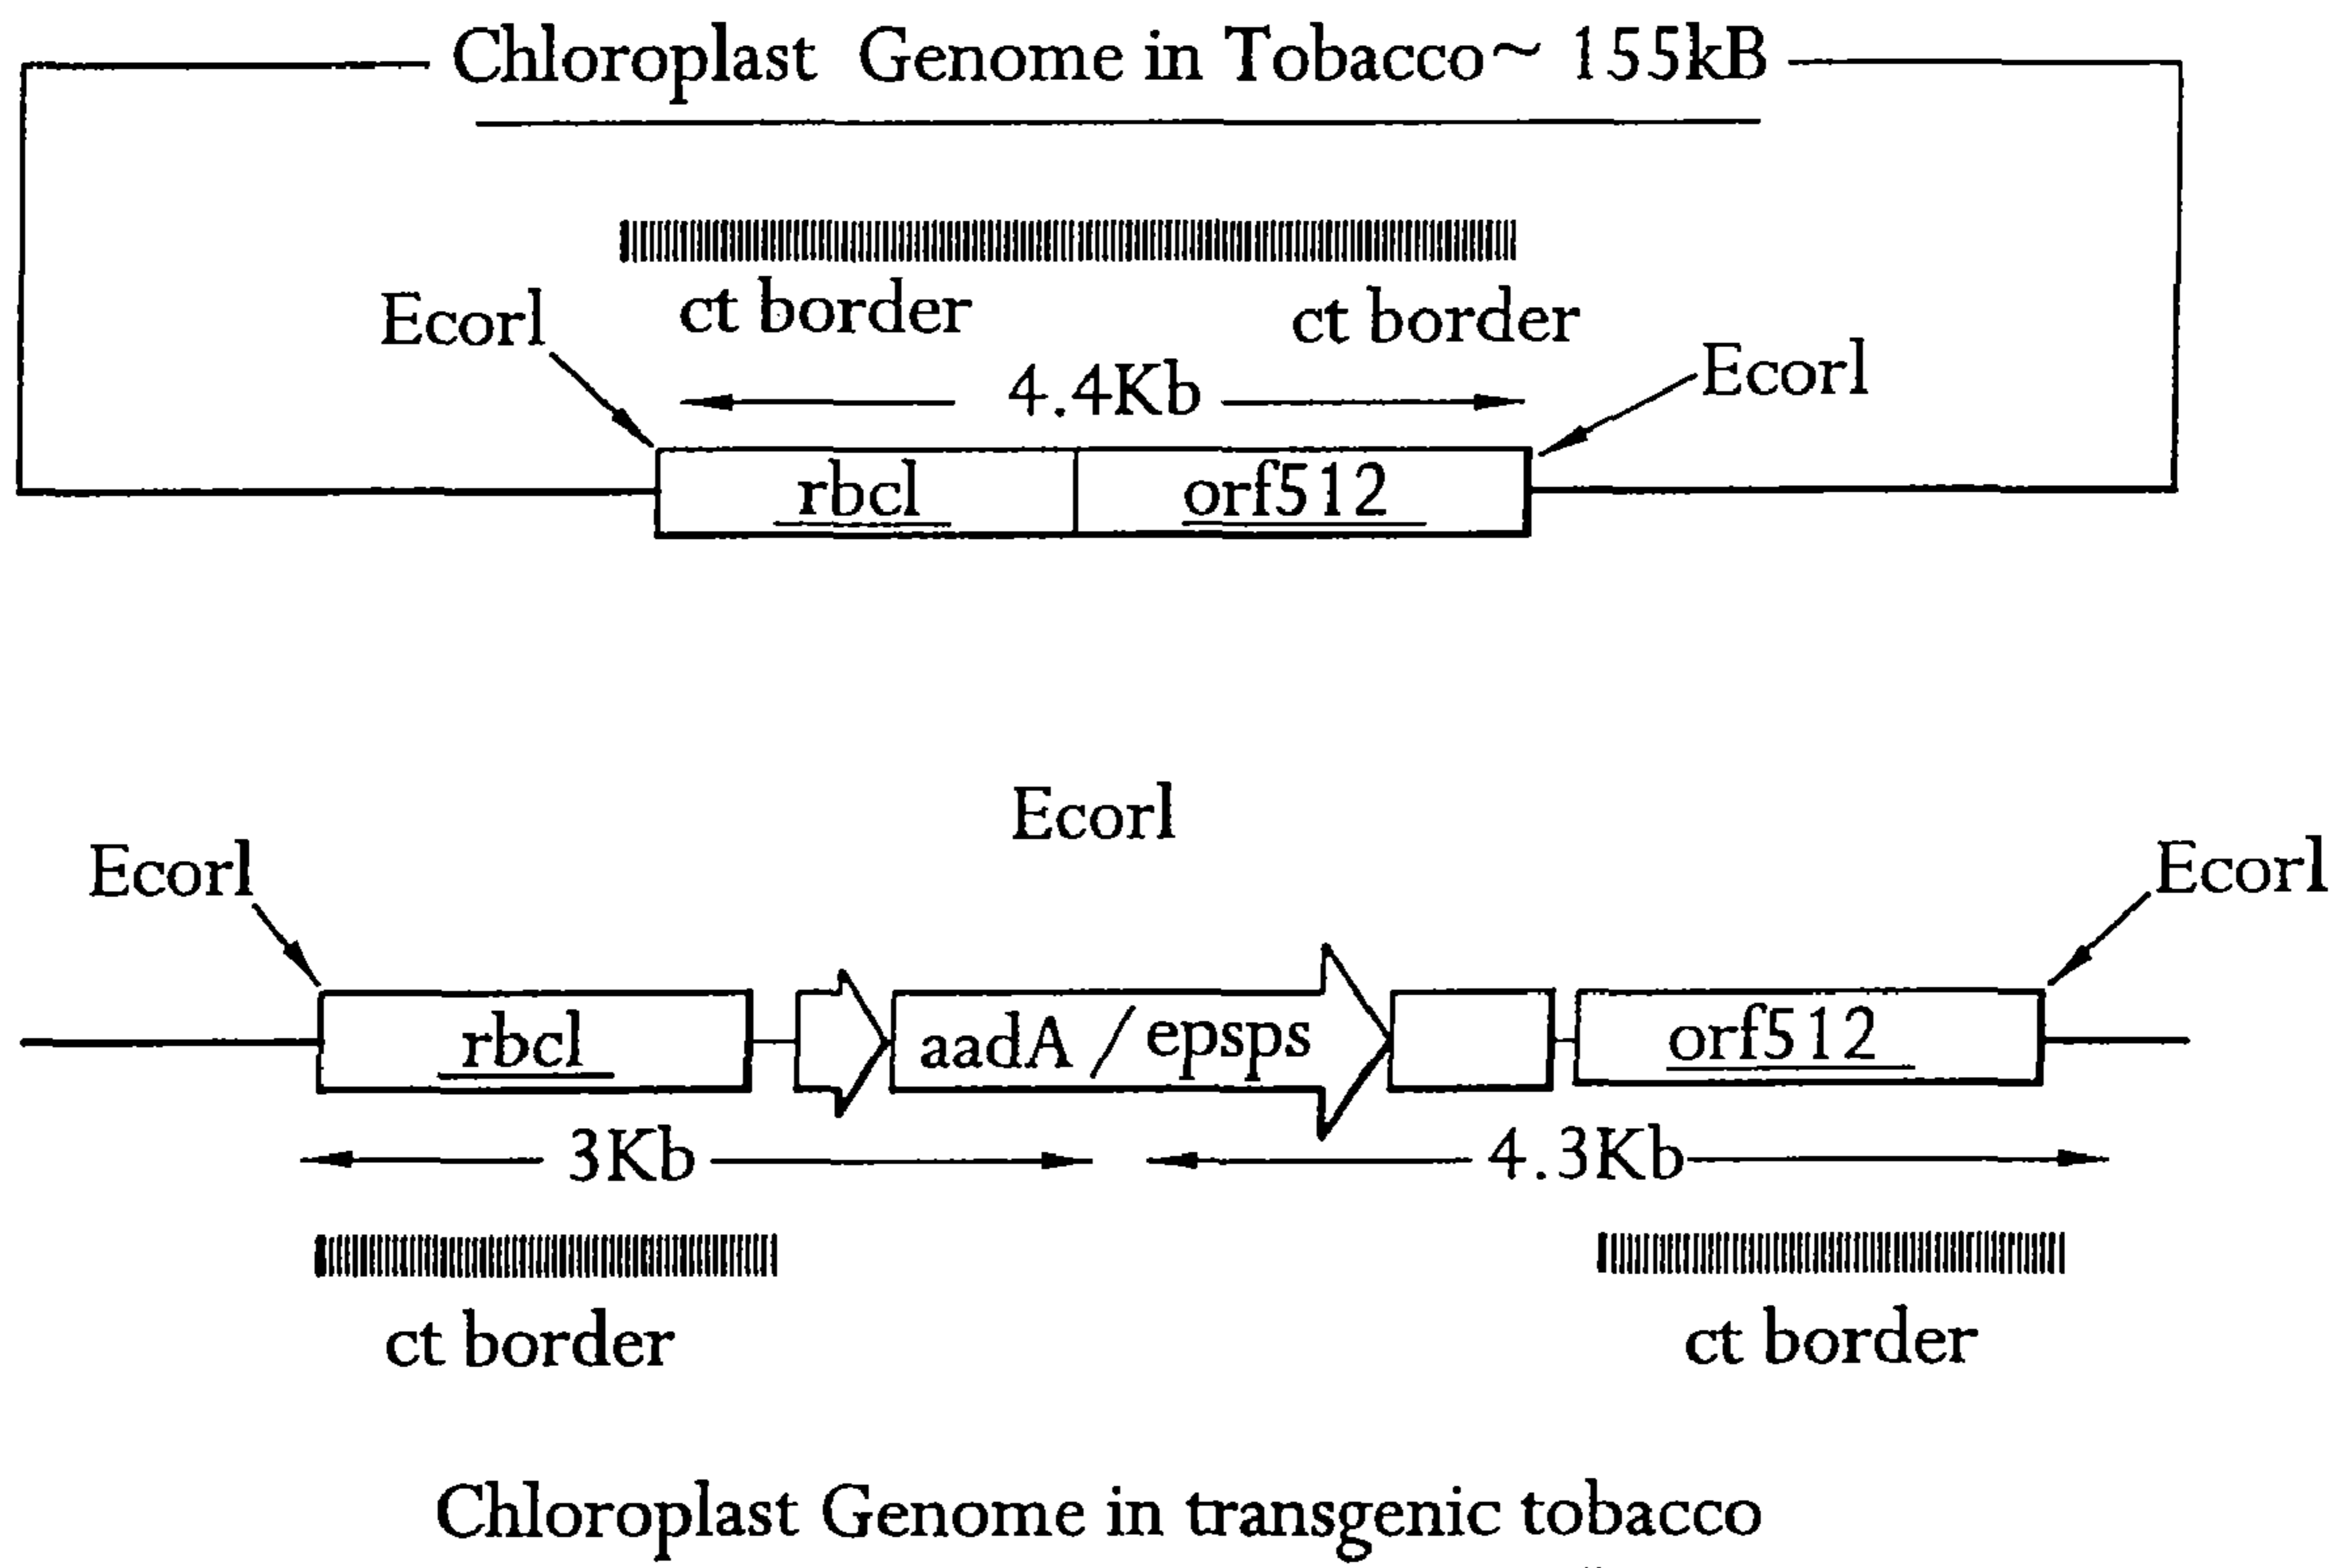 Chloroplast Genome in Tobacco~ 155kB
ct border
ct border
Ecorl
4.4Kb
Ecorl
rbcl
orf512
Ecorl
Ecorl
Ecorl
rbcl
aadA / epsps
orf512
3Kb
4.3Kb
ct border
ct border
Chloroplast Genome in transgenic tobacco